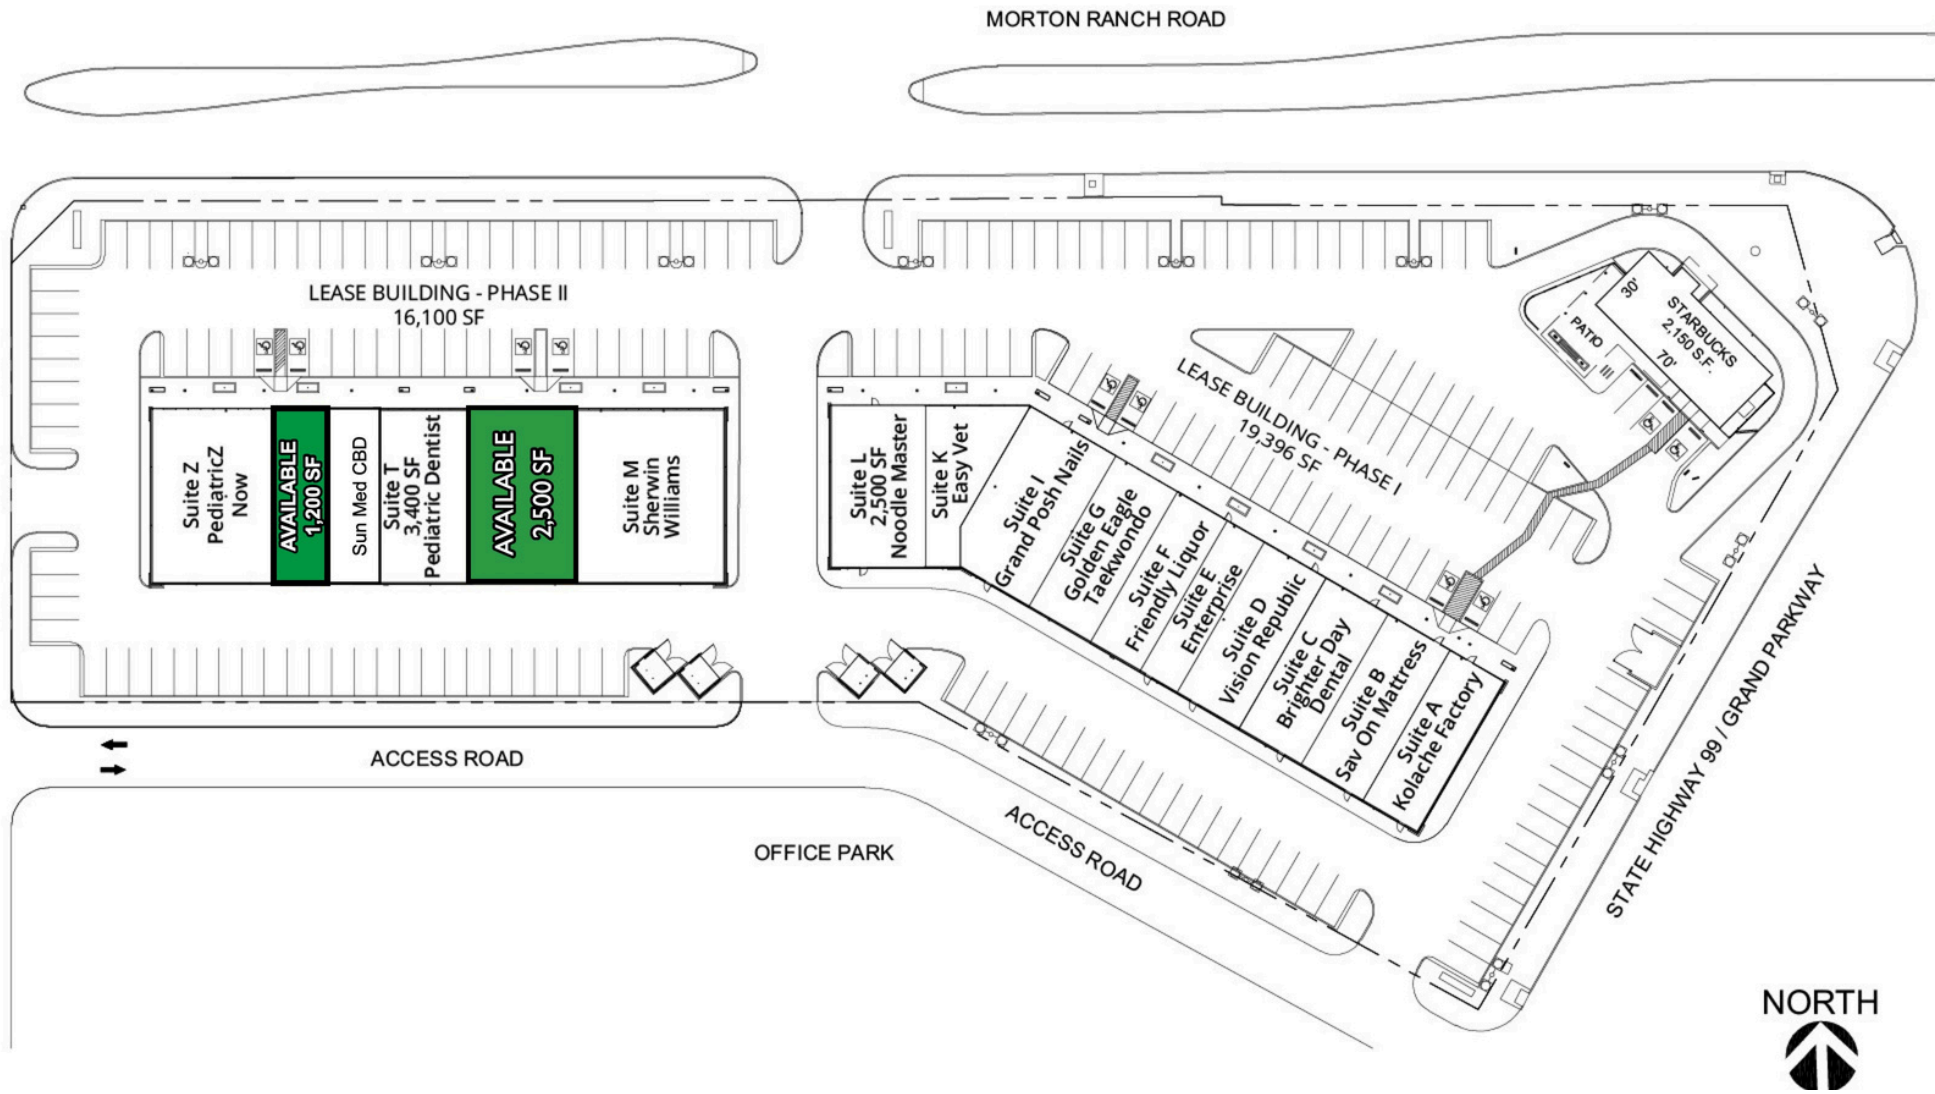 MORTON RANCH ROAD
LEASE BUILDING - PHASE II
16,100 SF
Suite Z
PediatricZ
Now
AVAILABLE
1,200 SF
Sun Med CBD
Suite T
3,400 SF
Pediatric Dentist
AVAILABLE
2,500 SF
Suite M
Sherwin
Williams
Suite L
2,500 SF
Noodle Master
Suite K
Easy Vet
Suite I
Grand Posh Nails
Suite G
Golden Eagle
Taekwondo
Suite F
Friendly Liquor
Suite E
Enterprise
Suite D
Vision Republic
Suite C
Brighter Day
Dental
Suite B
Sav On Mattress
Suite A
Kolache Factory
LEASE BUILDING - PHASE I
19,396 SF
30'
STARBUCKS
2,150 S.F.
70'
PATIO
STATE HIGHWAY 99 / GRAND PARKWAY
ACCESS ROAD
ACCESS ROAD
OFFICE PARK
NORTH